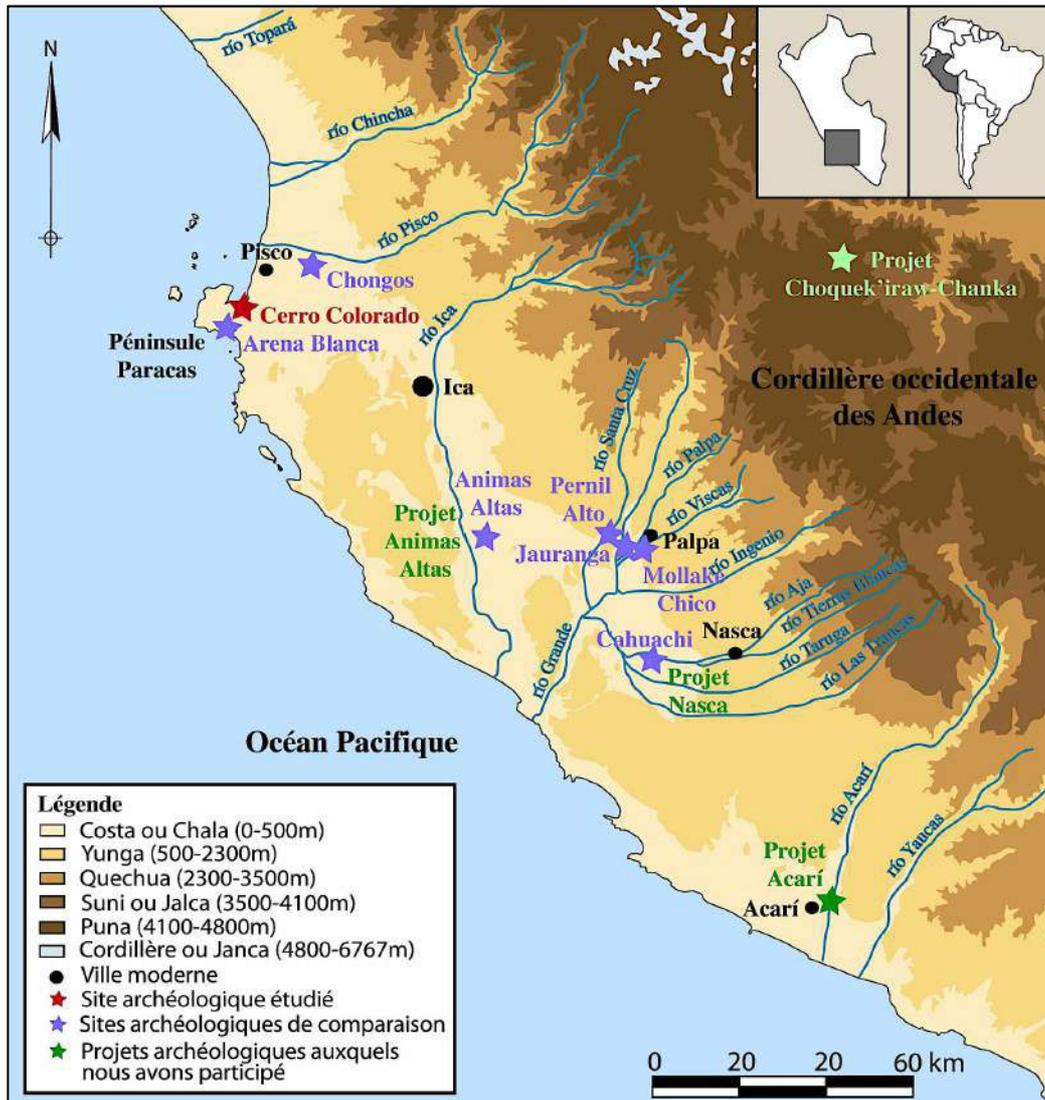 N
río Topará
río Chincha
río Pisco
Pisco
Chongos
Projet
Choquek'iraw-Chanka
Cerro Colorado
Arena Blanca
Péninsule
Paracas
río Ica
Ica
Cordillère occidentale
des Andes
río Santa Cruz
río Palpa
río Viscas
Animas
Altas
Pernil
Alto
Projet
Animas
Altas
Jauranga
Palpa
Mollake
Chico
río Ingenio
río Aja
río Tierras Blancas
Nasca
río Taruga
río Las Trancas
Cahuachi
río Grande
Projet
Nasca
Océan Pacifique
río Acarí
río Yaucas
Projet
Acarí
Acarí
Légende
Costa ou Chala (0-500m)
Yunga (500-2300m)
Quechua (2300-3500m)
Suni ou Jalca (3500-4100m)
Puna (4100-4800m)
Cordillère ou Janca (4800-6767m)
Ville moderne
Site archéologique étudié
Sites archéologiques de comparaison
Projets archéologiques auxquels
nous avons participé
0 20 20 60 km